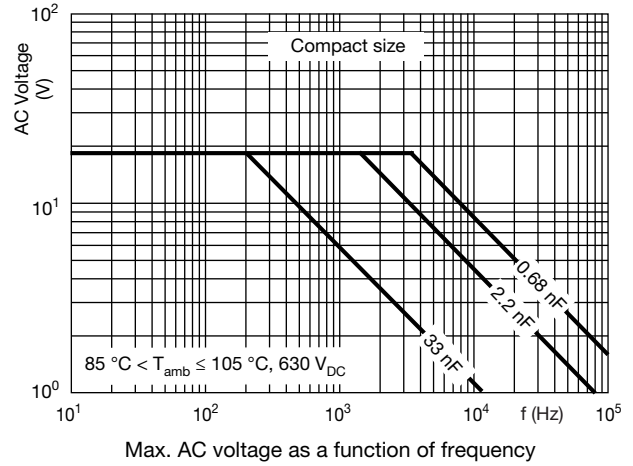 10²
10¹
10⁰
AC Voltage
(V)
Compact size
0.68 nF
2.2 nF
33 nF
85 °C < Tamb ≤ 105 °C, 630 VDC
10¹ 10² 10³ 10⁴ f (Hz) 10⁵
Max. AC voltage as a function of frequency